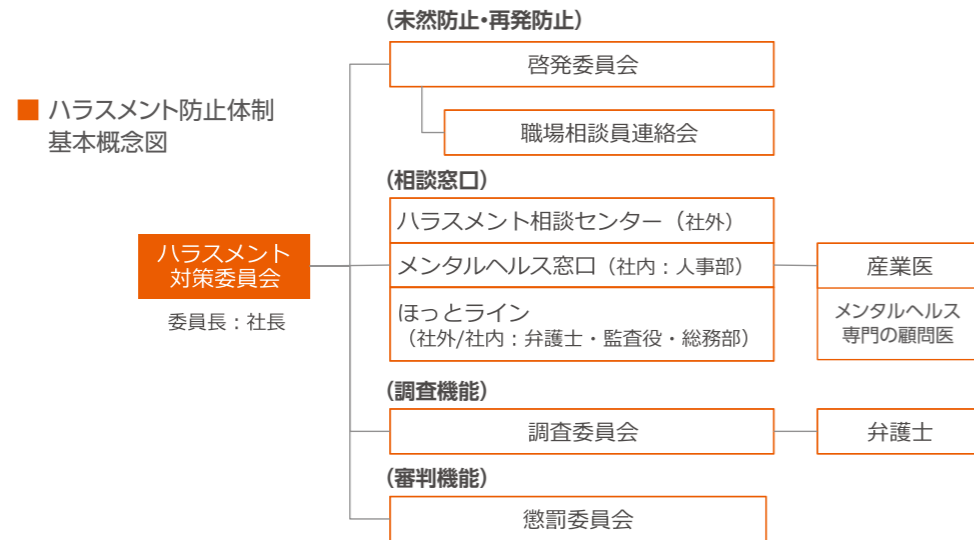 ■ ハラスメント防止体制
基本概念図
ハラスメント
対策委員会
委員長：社長
(未然防止・再発防止)
啓発委員会
職場相談員連絡会
(相談窓口)
ハラスメント相談センター（社外）
メンタルヘルス窓口（社内：人事部）
産業医
メンタルヘルス
専門の顧問医
ほっとライン
（社外/社内：弁護士・監査役・総務部）
(調査機能)
調査委員会
弁護士
(審判機能)
懲罰委員会